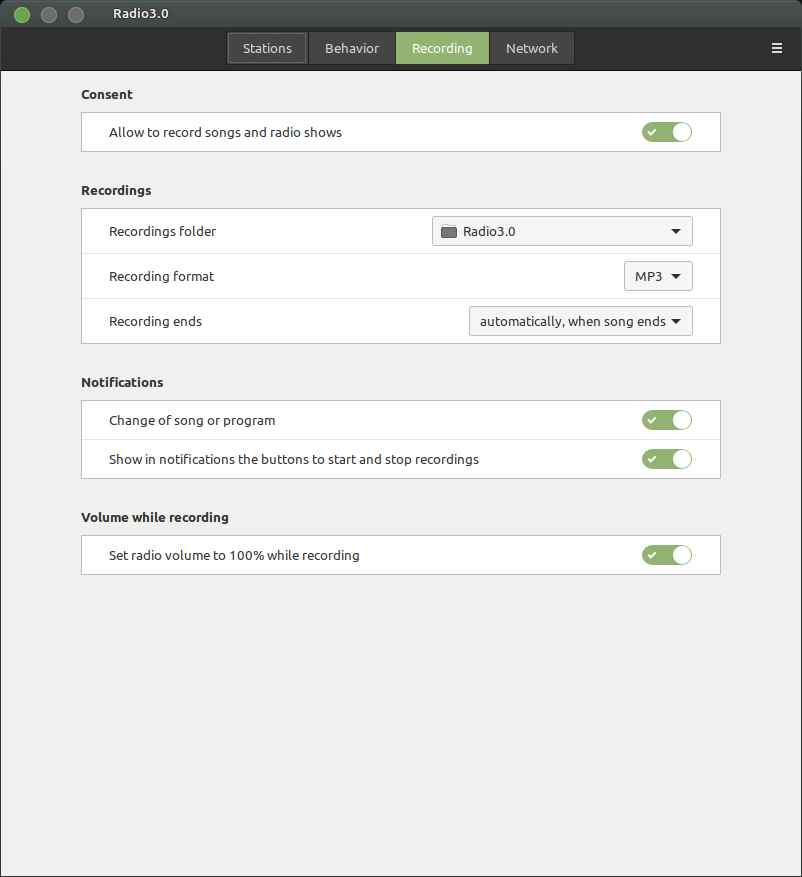 Radio3.0
Stations Behavior Recording Network
Consent
Allow to record songs and radio shows
Recordings
Recordings folder Radio3.0
Recording format MP3
Recording ends automatically, when song ends
Notifications
Change of song or program
Show in notifications the buttons to start and stop recordings
Volume while recording
Set radio volume to 100% while recording